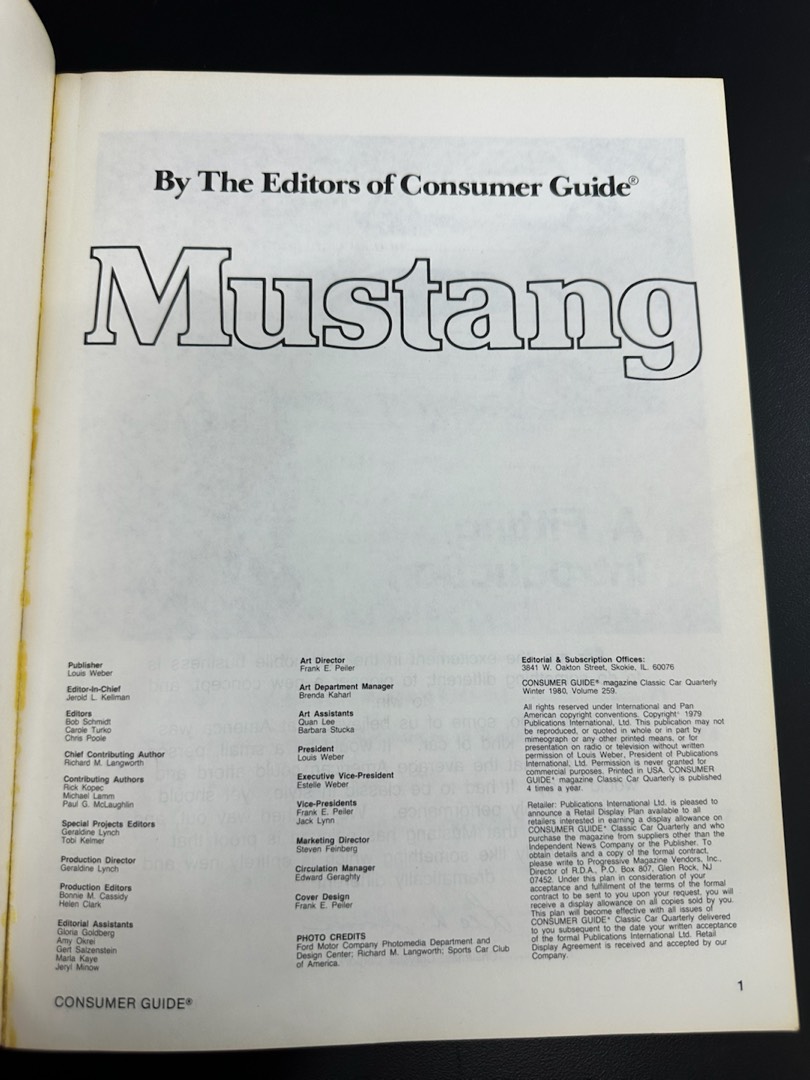 By The Editors of Consumer Guide®
Mustang
Publisher
Louis Weber
Editor-In-Chief
Jerold L. Kellman
Editors
Bob Schmidt
Carole Turko
Chris Poole
Chief Contributing Author
Richard M. Langworth
Contributing Authors
Rick Kopec
Michael Lamm
Paul G. McLaughlin
Special Projects Editors
Geraldine Lynch
Tobi Kelmer
Production Director
Geraldine Lynch
Production Editors
Bonnie M. Cassidy
Helen Clark
Editorial Assistants
Gloria Goldberg
Amy Okrei
Gert Salzenstein
Maria Kaye
Jeryl Minow
Art Director
Frank E. Peiler
Art Department Manager
Brenda Kahari
Art Assistants
Quan Lee
Barbara Stucka
President
Louis Weber
Executive Vice-President
Estelle Weber
Vice-Presidents
Frank E. Peiler
Jack Lynn
Marketing Director
Steven Feinberg
Circulation Manager
Edward Geraghty
Cover Design
Frank E. Peiler
PHOTO CREDITS
Ford Motor Company Photomedia Department and
Design Center; Richard M. Langworth; Sports Car Club
of America.
Editorial & Subscription Offices:
3841 W. Oakton Street, Skokie, IL. 60076
CONSUMER GUIDE® magazine Classic Car Quarterly
Winter 1980, Volume 259.
All rights reserved under International and Pan
American copyright conventions. Copyright© 1979
Publications International, Ltd. This publication may not
be reproduced, or quoted in whole or in part by
mimeograph or any other printed means, or for
presentation on radio or television without written
permission of Louis Weber, President of Publications
International, Ltd. Permission is never granted for
commercial purposes. Printed in USA. CONSUMER
GUIDE® magazine Classic Car Quarterly is published
4 times a year.
Retailer: Publications International Ltd. is pleased to
announce a Retail Display Plan available to all
retailers interested in earning a display allowance on
CONSUMER GUIDE® Classic Car Quarterly and who
purchase the magazine from suppliers other than the
Independent News Company or the Publisher. To
obtain details and a copy of the formal contract,
please write to Progressive Magazine Vendors, Inc.,
Director of R.D.A., P.O. Box 807, Glen Rock, NJ
07452. Under this plan in consideration of your
acceptance and fulfillment of the terms of the formal
contract to be sent to you upon your request, you will
receive a display allowance on all copies sold by you.
This plan will become effective with all issues of
CONSUMER GUIDE® Classic Car Quarterly delivered
to you subsequent to the date your written acceptance
of the formal Publications International Ltd. Retail
Display Agreement is received and accepted by our
Company.
CONSUMER GUIDE®
1